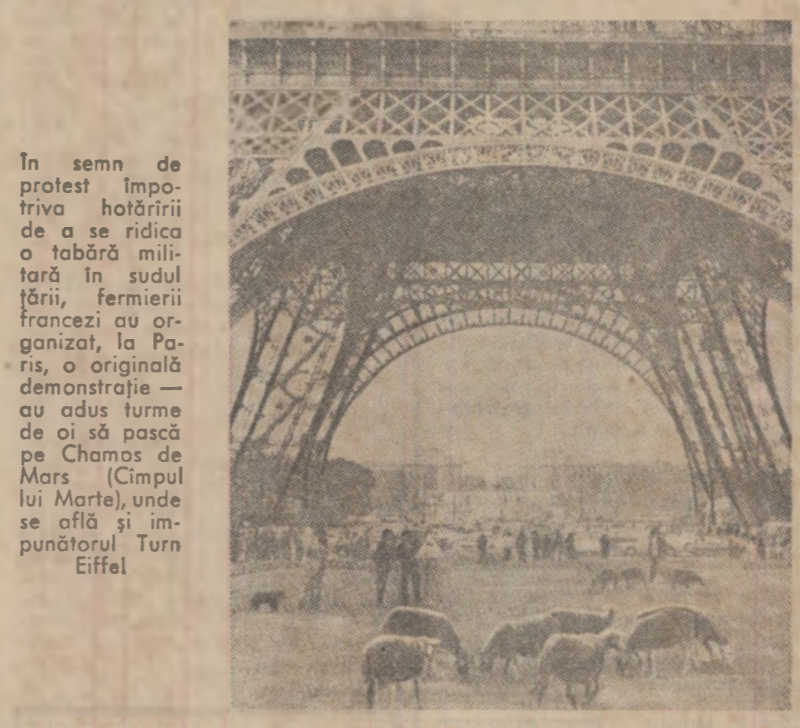 În semn de
protest împo-
triva hotărîrii
de a se ridica
o tabără mili-
tară în sudul
țării, fermierii
francezi au or-
ganizat, la Pa-
ris, o originală
demonstrație —
au adus turme
de oi să pască
pe Chamos de
Mars (Cîmpul
lui Marte), unde
se află și im-
punătorul Turn
Eiffel